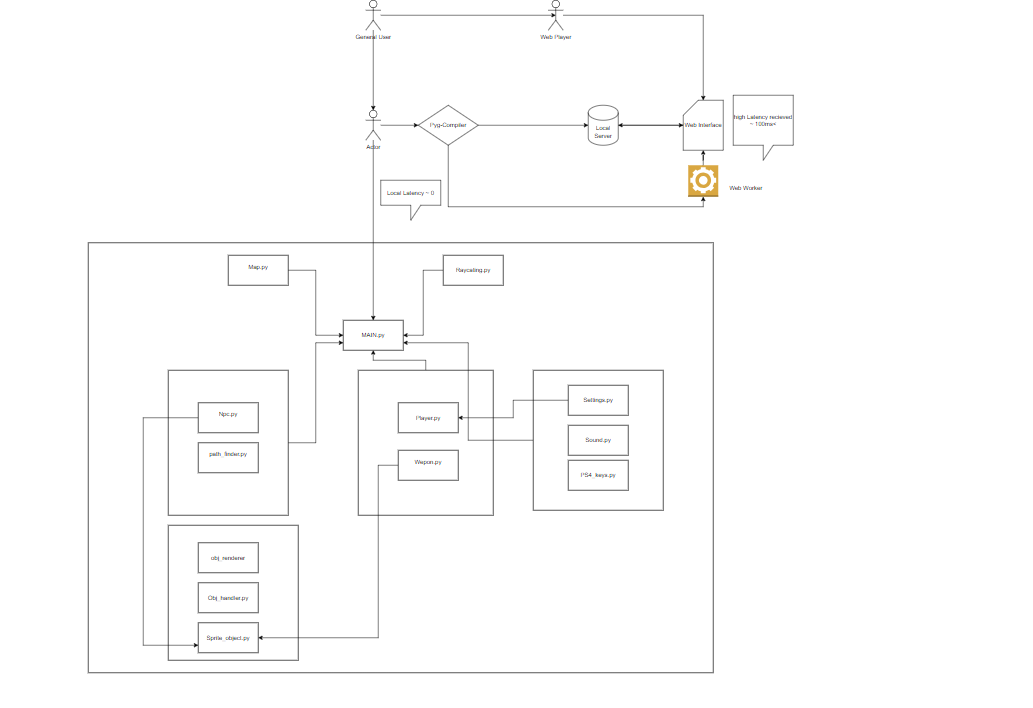 General User
Web Player
Actor
Pyg-Compiler
Local
Server
Web Interface
high Latency recieved
~ 100ms<
Web Worker
Local Latency ~ 0
Map.py
Raycating.py
MAIN.py
Npc.py
path_finder.py
Player.py
Wepon.py
Settings.py
Sound.py
PS4_keys.py
obj_renderer
Obj_handler.py
Sprite_object.py